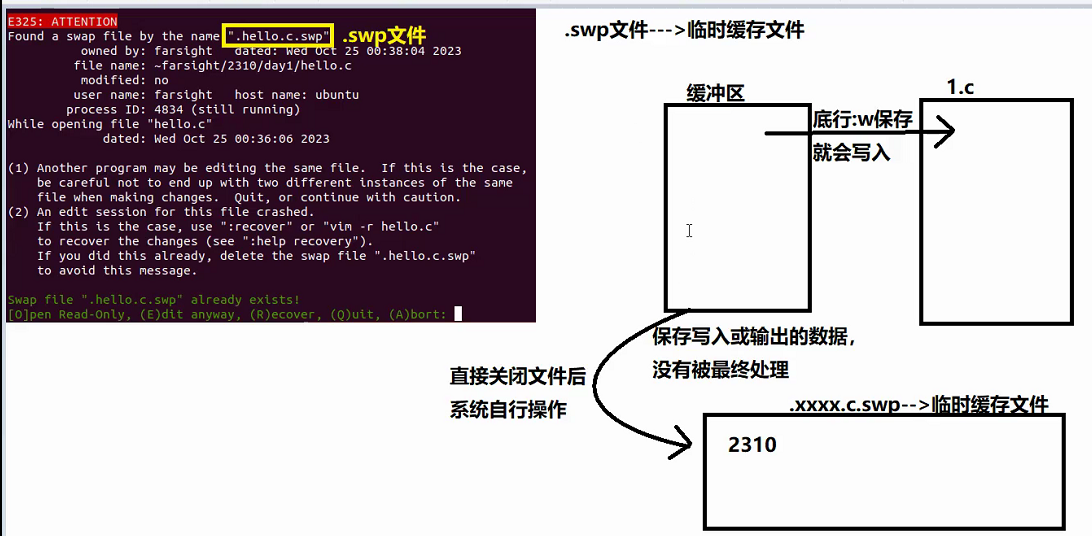 E325: ATTENTION
Found a swap file by the name ".hello.c.swp"
.swp文件
owned by: farsight   dated: Wed Oct 25 00:38:04 2023
file name: ~farsight/2310/day1/hello.c
modified: no
user name: farsight   host name: ubuntu
process ID: 4834 (still running)
While opening file "hello.c"
dated: Wed Oct 25 00:36:06 2023
(1) Another program may be editing the same file.  If this is the case,
be careful not to end up with two different instances of the same
file when making changes.  Quit, or continue with caution.
(2) An edit session for this file crashed.
If this is the case, use ":recover" or "vim -r hello.c"
to recover the changes (see ":help recovery").
If you did this already, delete the swap file ".hello.c.swp"
to avoid this message.
Swap file ".hello.c.swp" already exists!
[O]pen Read-Only, (E)dit anyway, (R)ecover, (Q)uit, (A)bort:
.swp文件--->临时缓存文件
缓冲区
1.c
底行:w保存
就会写入
保存写入或输出的数据，
没有被最终处理
直接关闭文件后
系统自行操作
.xxxx.c.swp-->临时缓存文件
2310